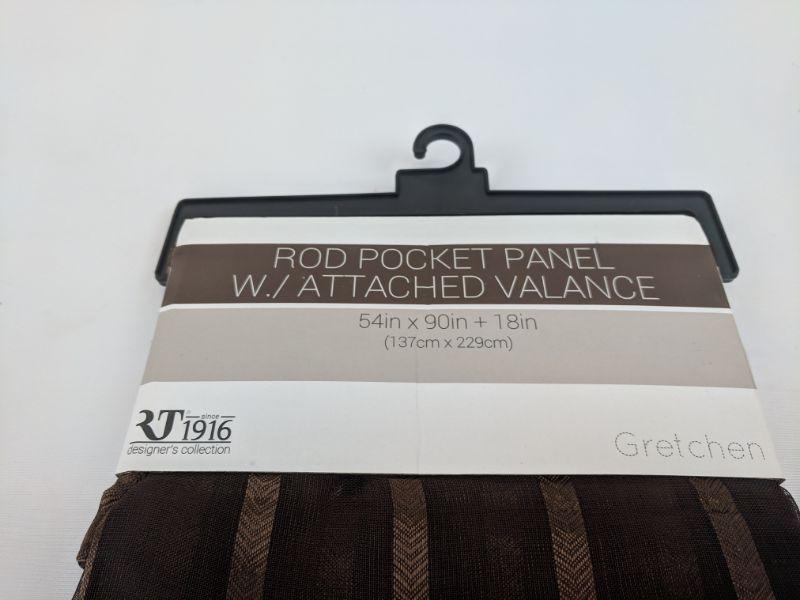 ROD POCKET PANEL
W./ ATTACHED VALANCE
54in x 90in + 18in
(137cm x 229cm)
RT® since 1916
designer's collection
Gretchen